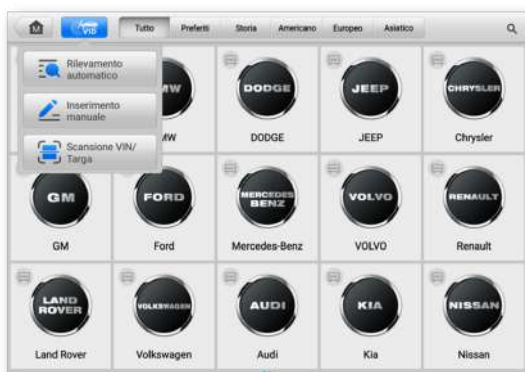 VID
Tutto Preferiti Storia Americano Europeo Asiatico
Rilevamento
automatico
Inserimento
manuale
Scansione VIN/
Targa
DODGE
JEEP
CHRYSLER
MW
DODGE
JEEP
Chrysler
GM
FORD
MERCEDES
BENZ
VOLVO
RENAULT
GM
Ford
Mercedes-Benz
VOLVO
Renault
LAND
ROVER
VOLKSWAGEN
AUDI
KIA
NISSAN
Land Rover
Volkswagen
Audi
Kia
Nissan